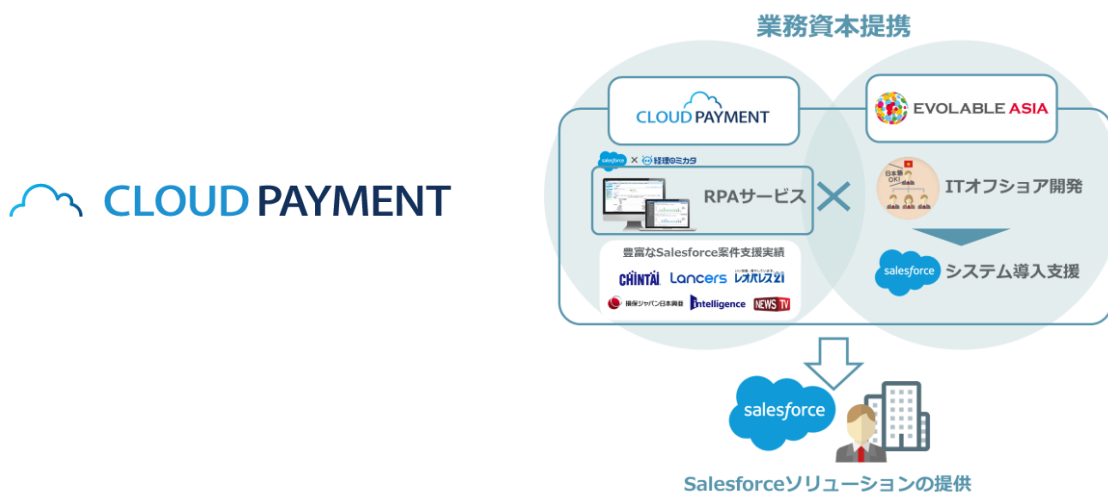 業務資本提携
CLOUD PAYMENT
CLOUD PAYMENT
EVOLABLE ASIA
salesforce × 経理のミカタ
RPAサービス
日本語
OK!
ITオフショア開発
豊富なSalesforce案件支援実績
CHINTAI Lancers レオパレス21
損保ジャパン日本興亜 intelligence NEWS TV
salesforce システム導入支援
salesforce
Salesforceソリューションの提供